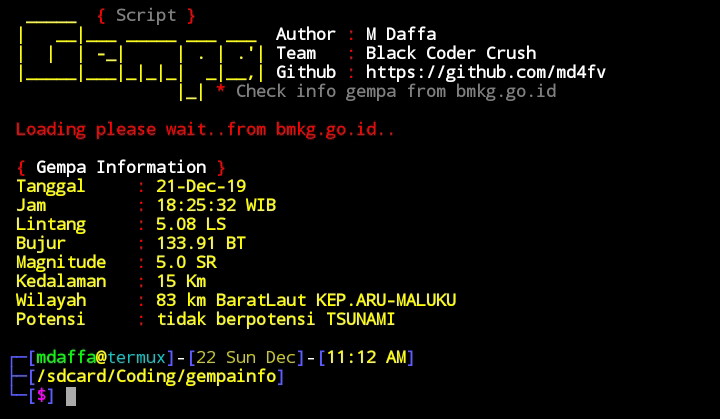 { Script }
Gempa
Author : M Daffa
Team : Black Coder Crush
Github : https://github.com/md4fv
* Check info gempa from bmkg.go.id
Loading please wait..from bmkg.go.id..
{ Gempa Information }
Tanggal : 21-Dec-19
Jam : 18:25:32 WIB
Lintang : 5.08 LS
Bujur : 133.91 BT
Magnitude : 5.0 SR
Kedalaman : 15 Km
Wilayah : 83 km BaratLaut KEP.ARU-MALUKU
Potensi : tidak berpotensi TSUNAMI
┌─[mdaffa@termux]-[22 Sun Dec]-[11:12 AM]
├─[/sdcard/Coding/gempainfo]
└─[$]